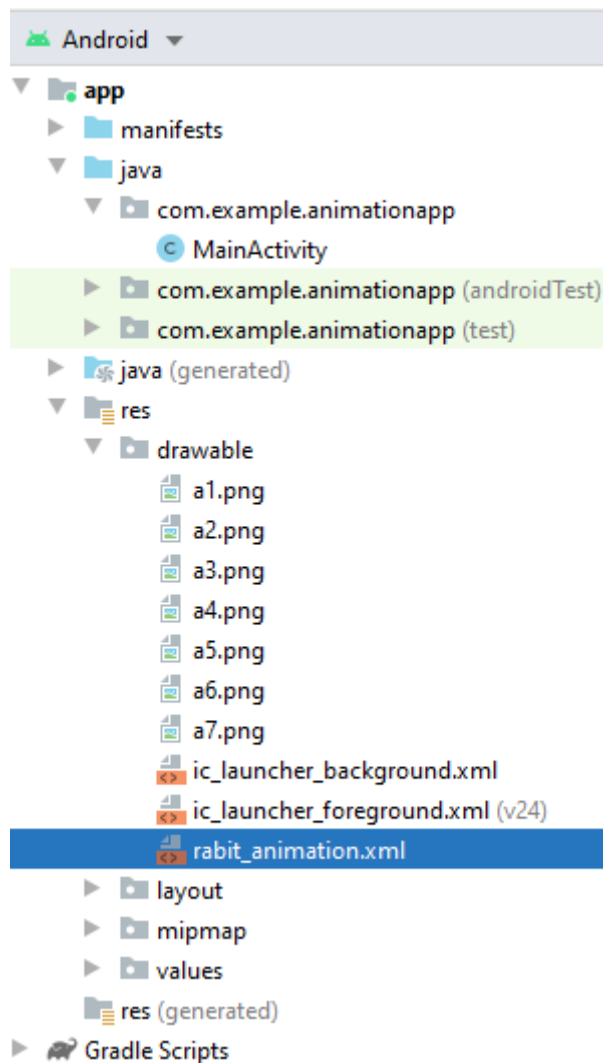 Android
app
manifests
java
com.example.animationapp
MainActivity
com.example.animationapp (androidTest)
com.example.animationapp (test)
java (generated)
res
drawable
a1.png
a2.png
a3.png
a4.png
a5.png
a6.png
a7.png
ic_launcher_background.xml
ic_launcher_foreground.xml (v24)
rabit_animation.xml
layout
mipmap
values
res (generated)
Gradle Scripts